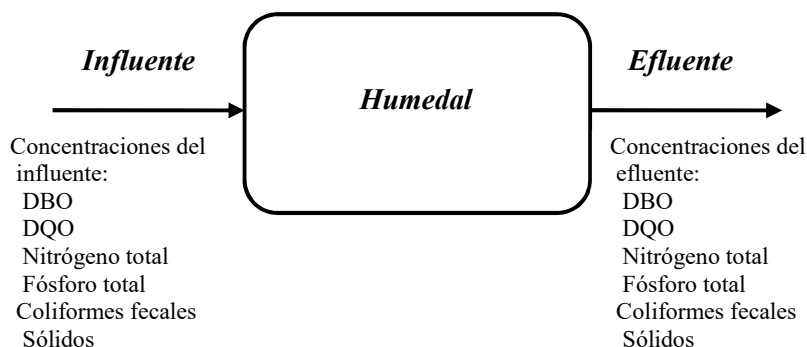 Influente
Humedal
Efluente
Concentraciones del
influente:
DBO
DQO
Nitrógeno total
Fósforo total
Coliformes fecales
Sólidos
Concentraciones del
efluente:
DBO
DQO
Nitrógeno total
Fósforo total
Coliformes fecales
Sólidos